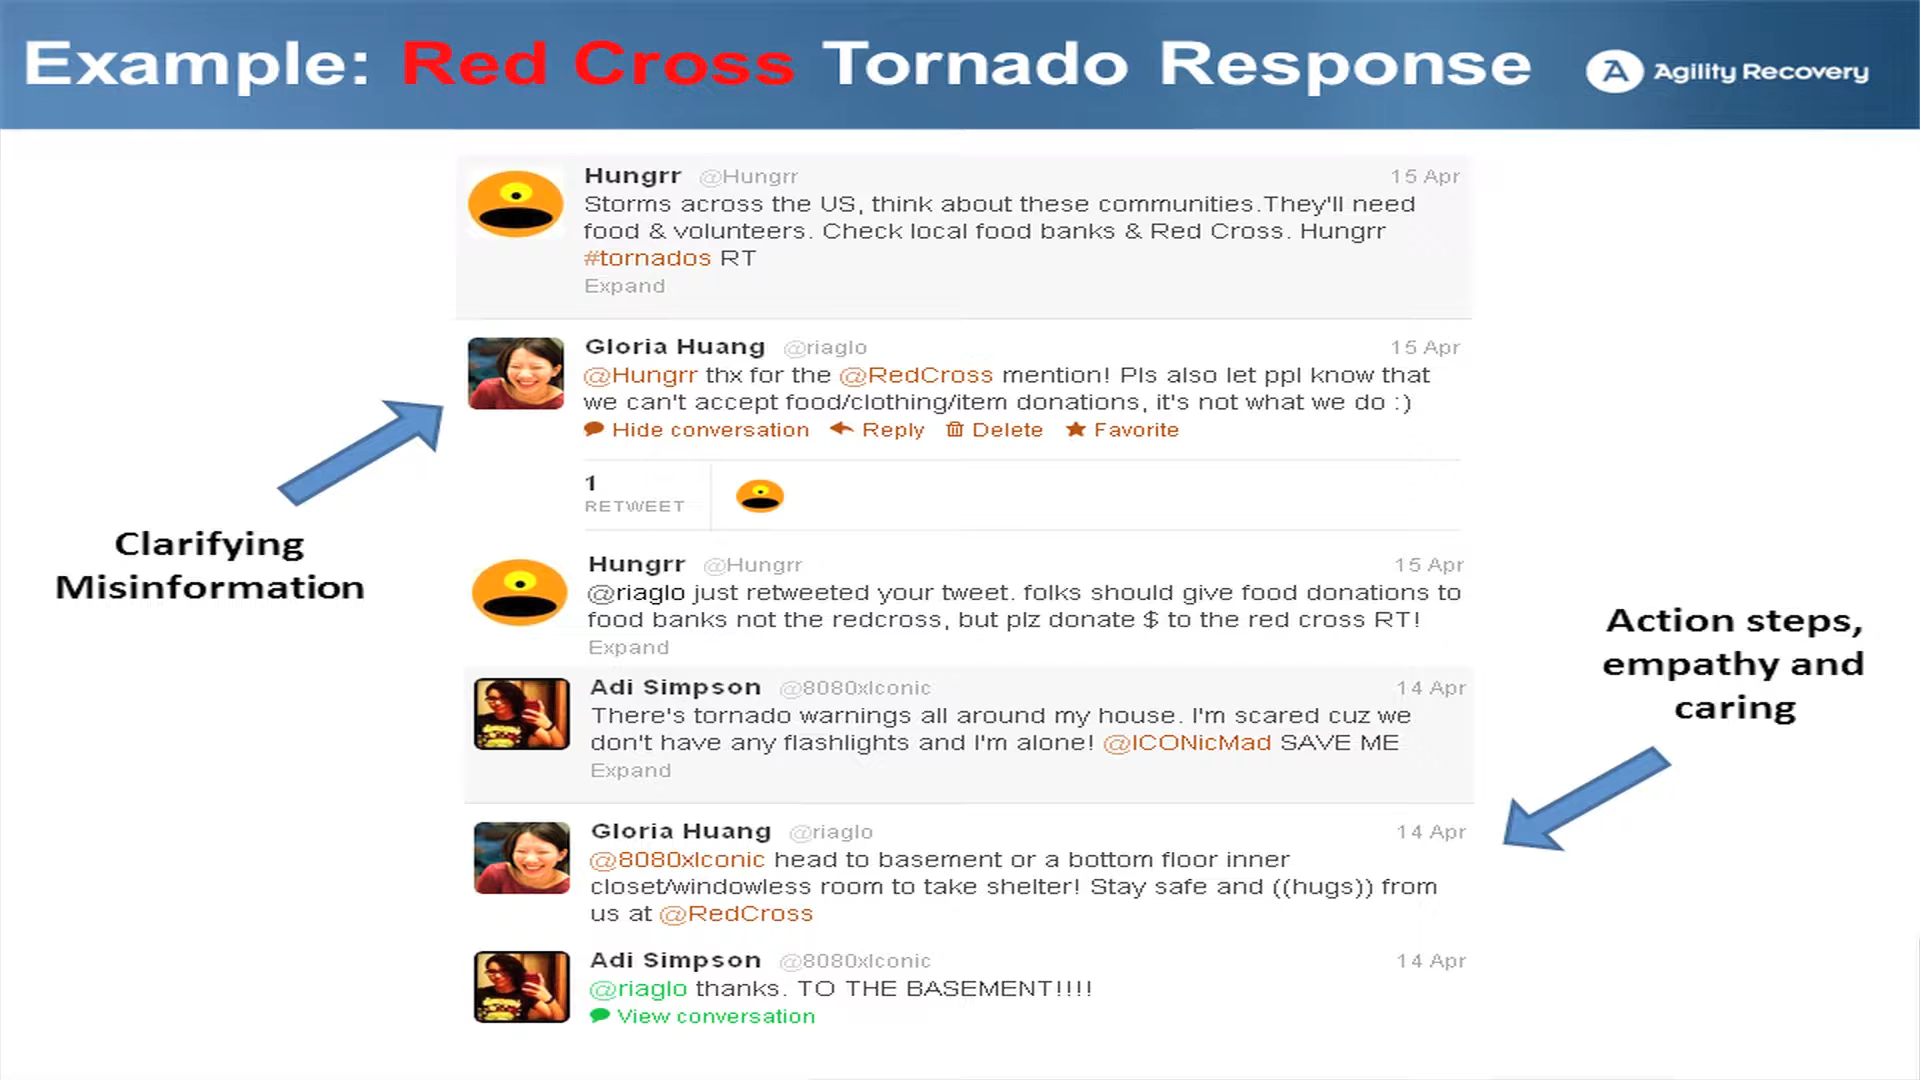 Example: Red Cross Tornado Response
Agility Recovery
Hungrr @Hungrr 15 Apr
Storms across the US, think about these communities.They'll need
food & volunteers. Check local food banks & Red Cross. Hungrr
#tornados RT
Expand
Gloria Huang @riaglo 15 Apr
@Hungrr thx for the @RedCross mention! Pls also let ppl know that
we can't accept food/clothing/item donations, it's not what we do :)
Hide conversation Reply Delete Favorite
1
RETWEET
Clarifying
Misinformation
Hungrr @Hungrr 15 Apr
@riaglo just retweeted your tweet. folks should give food donations to
food banks not the redcross, but plz donate $ to the red cross RT!
Expand
Adi Simpson @8080xIconic 14 Apr
There's tornado warnings all around my house. I'm scared cuz we
don't have any flashlights and I'm alone! @ICONicMad SAVE ME
Expand
Action steps,
empathy and
caring
Gloria Huang @riaglo 14 Apr
@8080xIconic head to basement or a bottom floor inner
closet/windowless room to take shelter! Stay safe and ((hugs)) from
us at @RedCross
Adi Simpson @8080xIconic 14 Apr
@riaglo thanks. TO THE BASEMENT!!!!
View conversation